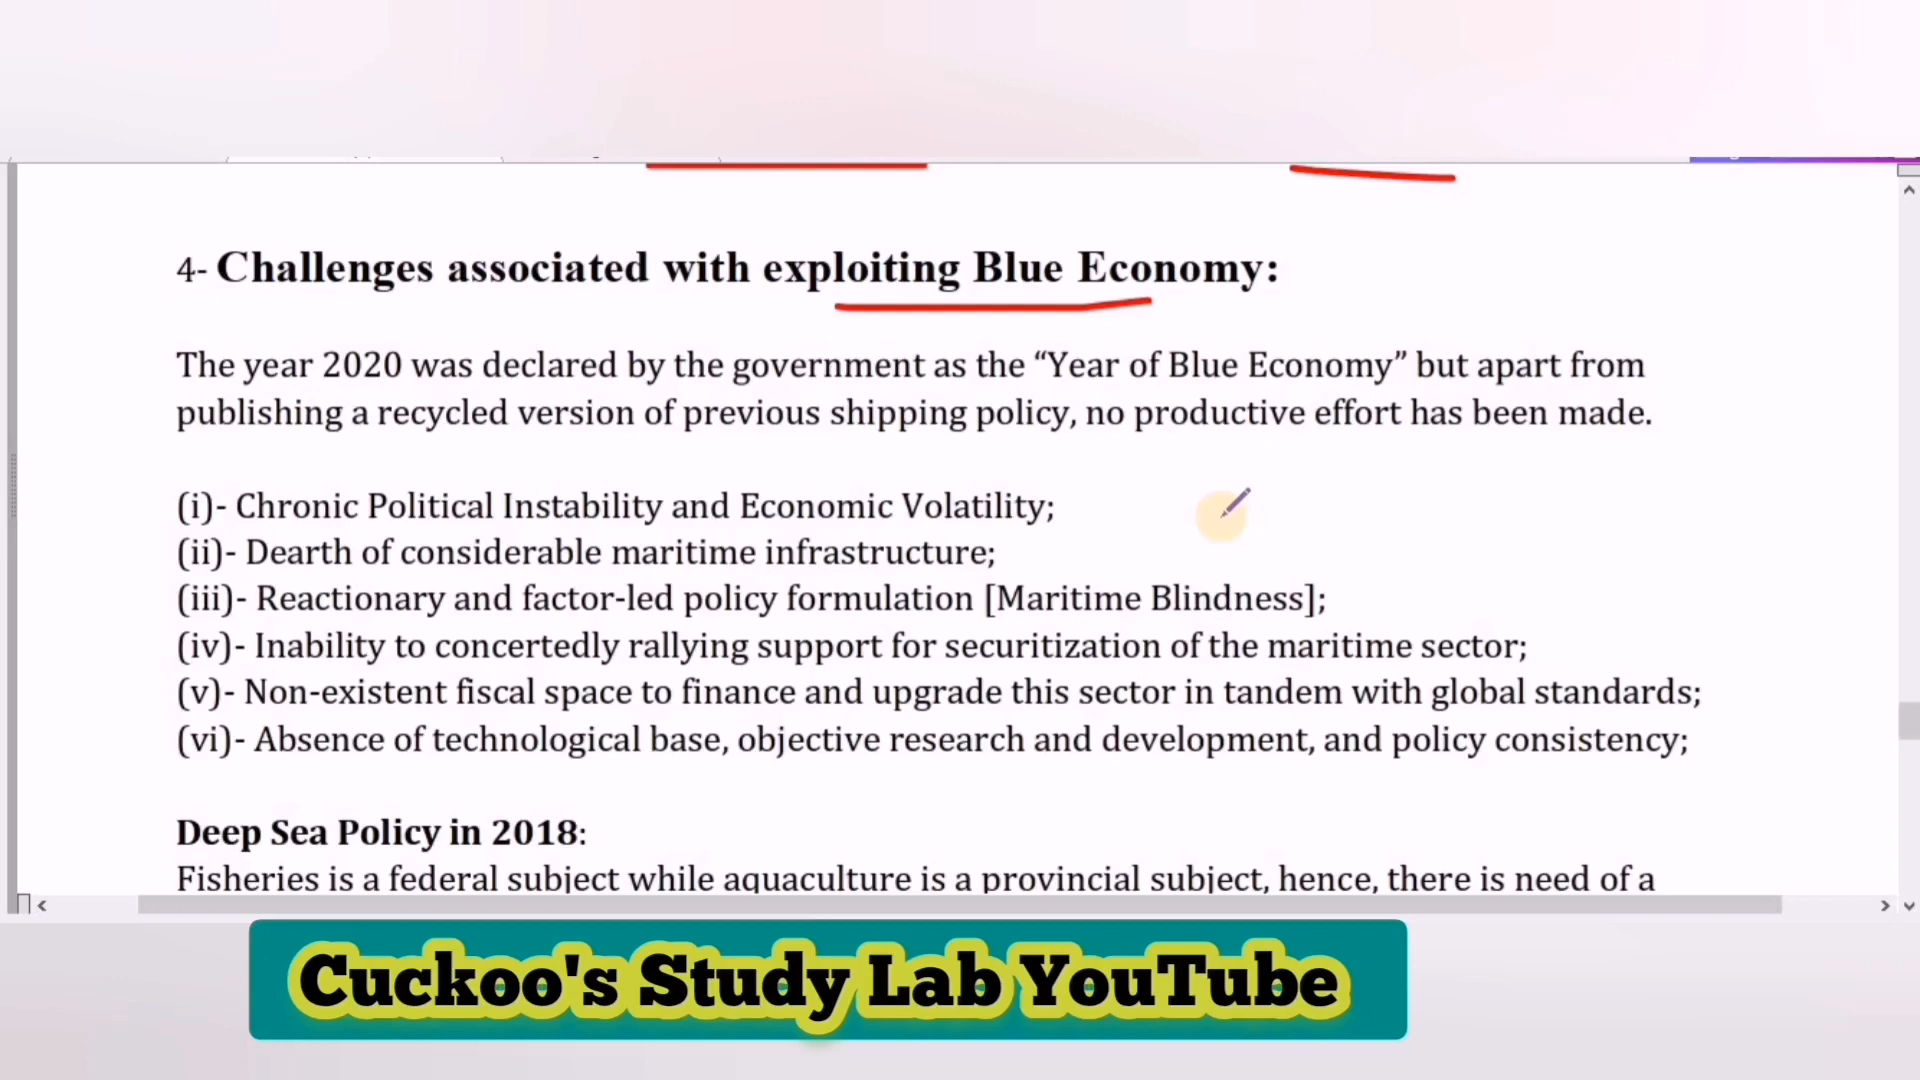 4- Challenges associated with exploiting Blue Economy:
The year 2020 was declared by the government as the “Year of Blue Economy” but apart from
publishing a recycled version of previous shipping policy, no productive effort has been made.
(i)- Chronic Political Instability and Economic Volatility;
(ii)- Dearth of considerable maritime infrastructure;
(iii)- Reactionary and factor-led policy formulation [Maritime Blindness];
(iv)- Inability to concertedly rallying support for securitization of the maritime sector;
(v)- Non-existent fiscal space to finance and upgrade this sector in tandem with global standards;
(vi)- Absence of technological base, objective research and development, and policy consistency;
Deep Sea Policy in 2018:
Fisheries is a federal subject while aquaculture is a provincial subject, hence, there is need of a
Cuckoo's Study Lab YouTube